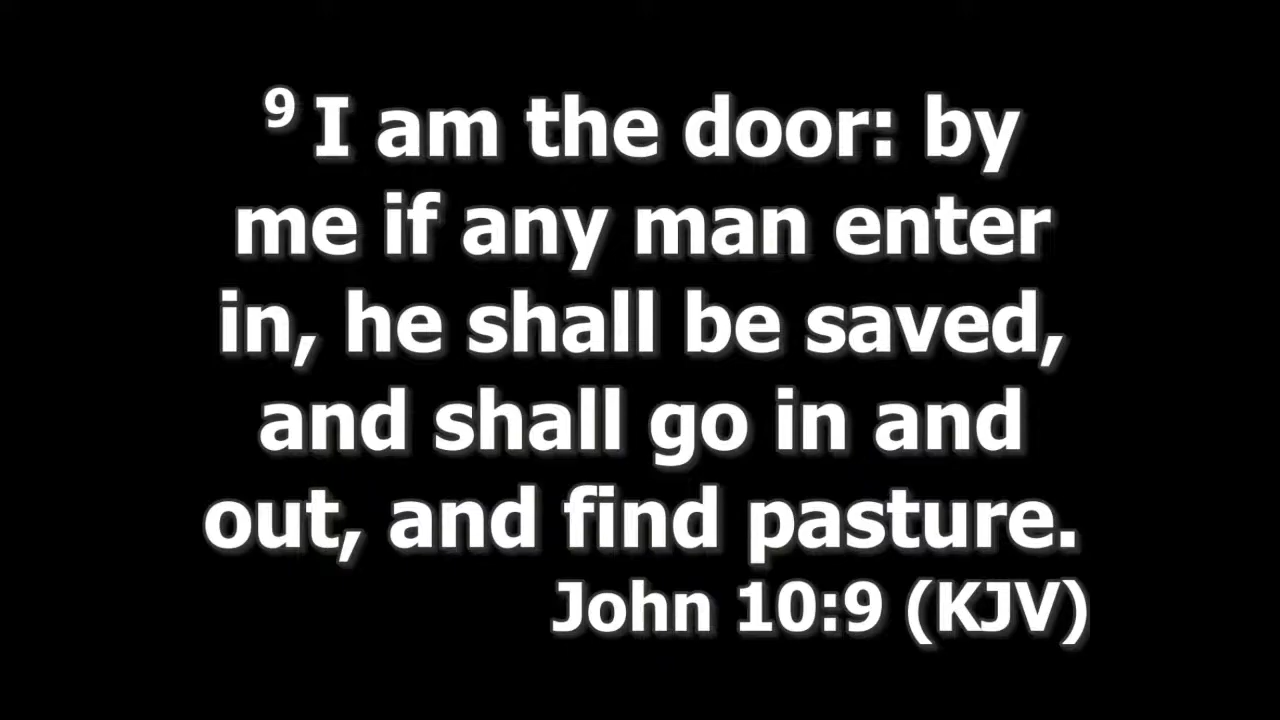 9 I am the door: by
me if any man enter
in, he shall be saved,
and shall go in and
out, and find pasture.
John 10:9 (KJV)